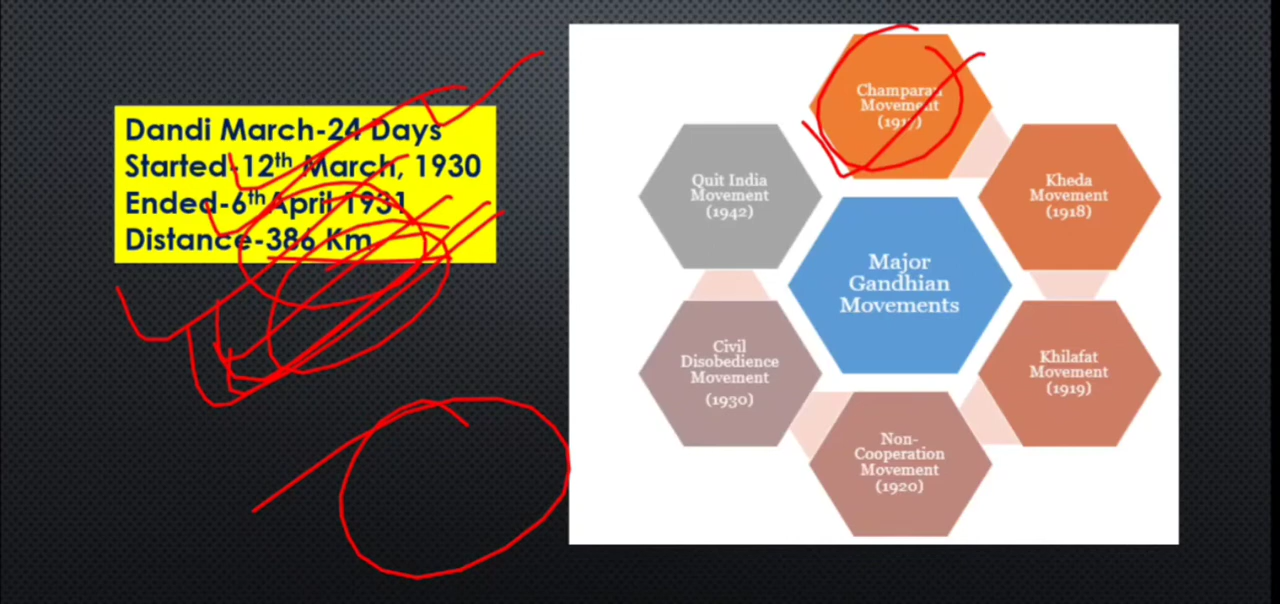 Dandi March-24 Days
Started-12th March, 1930
Ended-6th April 1931
Distance-386 Km
Champaran
Movement
(1917)
Kheda
Movement
(1918)
Khilafat
Movement
(1919)
Non-
Cooperation
Movement
(1920)
Civil
Disobedience
Movement
(1930)
Quit India
Movement
(1942)
Major
Gandhian
Movements